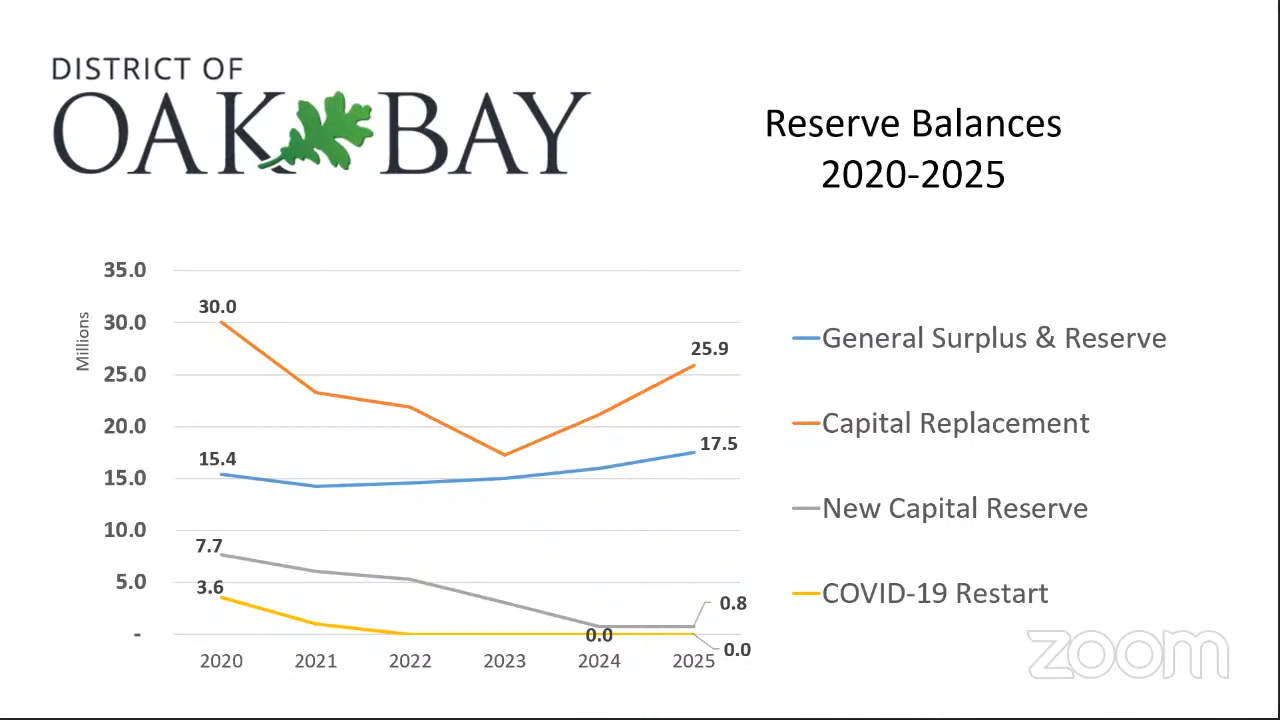 DISTRICT OF
OAK BAY
Reserve Balances
2020-2025
35.0
30.0
25.0
20.0
15.0
10.0
5.0
-
Millions
30.0
25.9
15.4
17.5
7.7
3.6
0.8
0.0
0.0
2020 2021 2022 2023 2024 2025
General Surplus & Reserve
Capital Replacement
New Capital Reserve
COVID-19 Restart
zoom